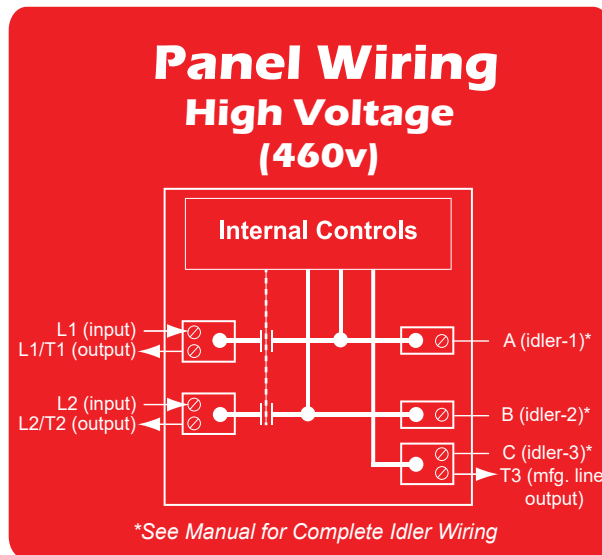 Panel Wiring
High Voltage
(460v)
Internal Controls
L1 (input)
L1/T1 (output)
A (idler-1)*
L2 (input)
L2/T2 (output)
B (idler-2)*
C (idler-3)*
T3 (mfg. line
output)
*See Manual for Complete Idler Wiring